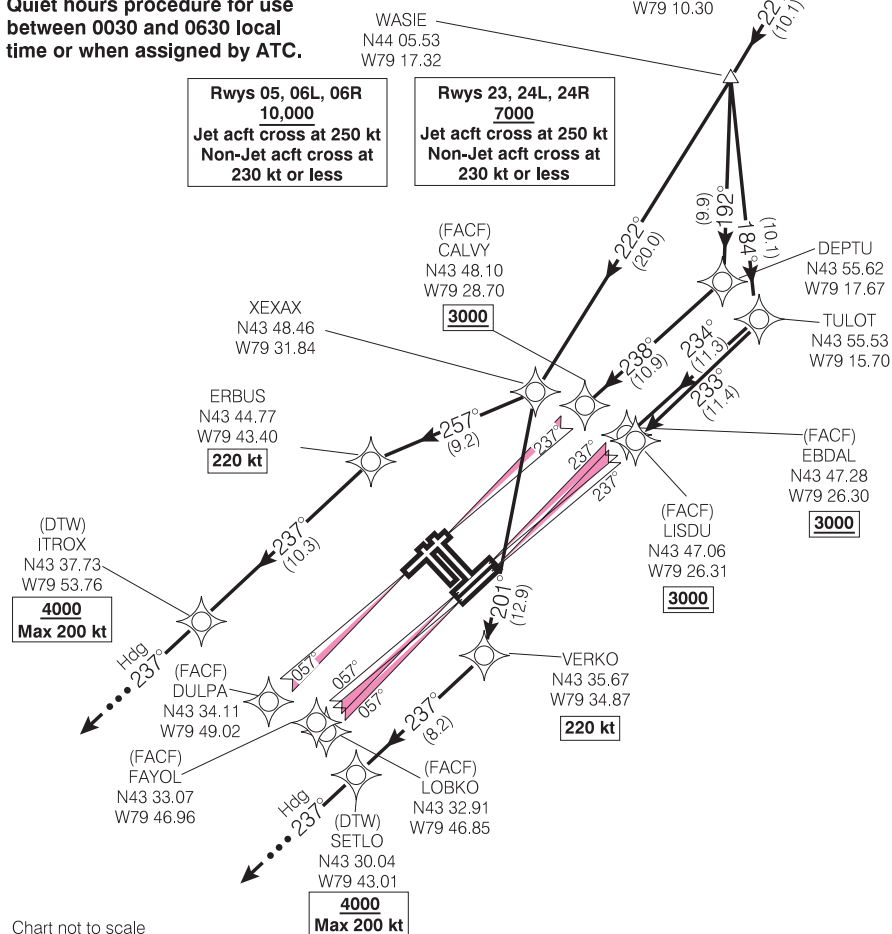 Quiet hours procedure for use
between 0030 and 0630 local
time or when assigned by ATC.
WASIE
N44 05.53
W79 17.32
W79 10.30
(10.1)
Rwys 05, 06L, 06R
10,000
Jet acft cross at 250 kt
Non-Jet acft cross at
230 kt or less
Rwys 23, 24L, 24R
7000
Jet acft cross at 250 kt
Non-Jet acft cross at
230 kt or less
222°
(20.0)
192°
(9.9)
184°
(10.1)
DEPTU
N43 55.62
W79 17.67
TULOT
N43 55.53
W79 15.70
(FACF)
CALVY
N43 48.10
W79 28.70
3000
XEXAX
N43 48.46
W79 31.84
238°
(10.9)
234°
(11.3)
233°
(11.4)
ERBUS
N43 44.77
W79 43.40
220 kt
257°
(9.2)
237°
237°
237°
(FACF)
EBDAL
N43 47.28
W79 26.30
3000
(FACF)
LISDU
N43 47.06
W79 26.31
3000
(DTW)
ITROX
N43 37.73
W79 53.76
4000
Max 200 kt
237°
(10.3)
201°
(12.9)
VERKO
N43 35.67
W79 34.87
220 kt
Hdg
237°
057°
057°
057°
(FACF)
DULPA
N43 34.11
W79 49.02
237°
(8.2)
(FACF)
FAYOL
N43 33.07
W79 46.96
(FACF)
LOBKO
N43 32.91
W79 46.85
Hdg
237°
(DTW)
SETLO
N43 30.04
W79 43.01
4000
Max 200 kt
Chart not to scale